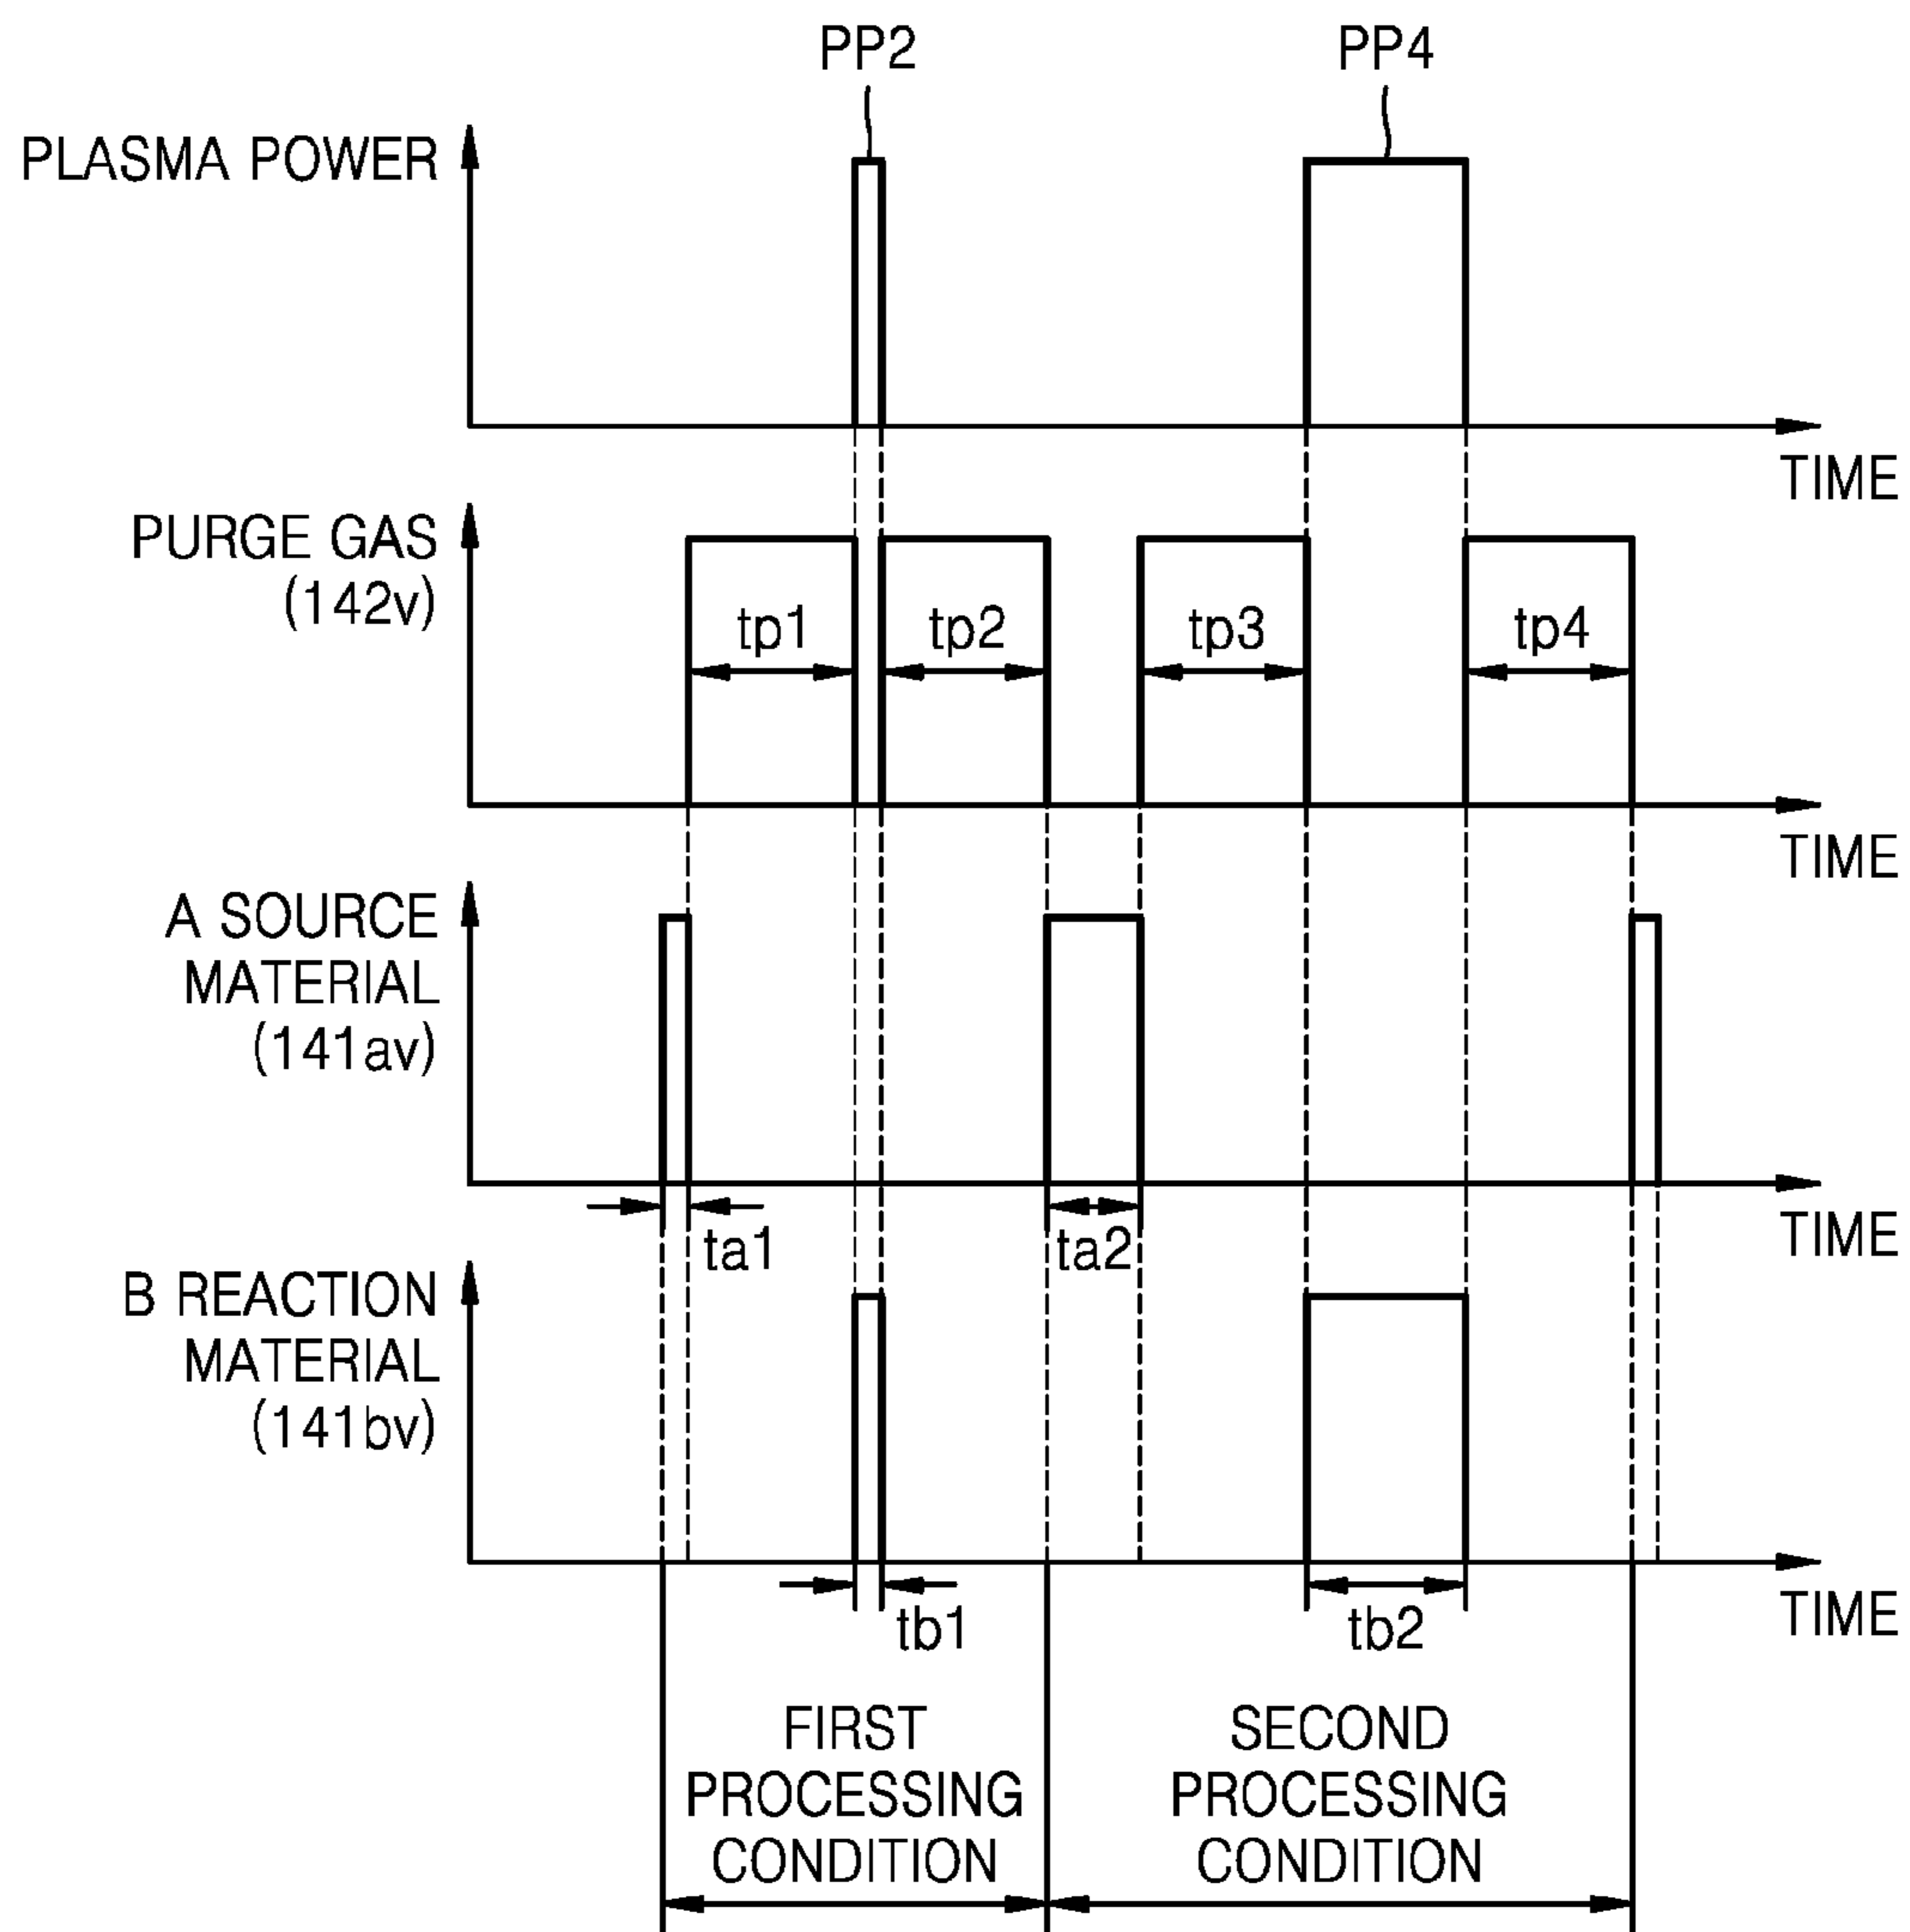 PP2
PP4
PLASMA POWER
TIME
PURGE GAS
(142v)
tp1
tp2
tp3
tp4
TIME
A SOURCE
MATERIAL
(141av)
ta1
ta2
TIME
B REACTION
MATERIAL
(141bv)
tb1
tb2
TIME
FIRST
PROCESSING
CONDITION
SECOND
PROCESSING
CONDITION